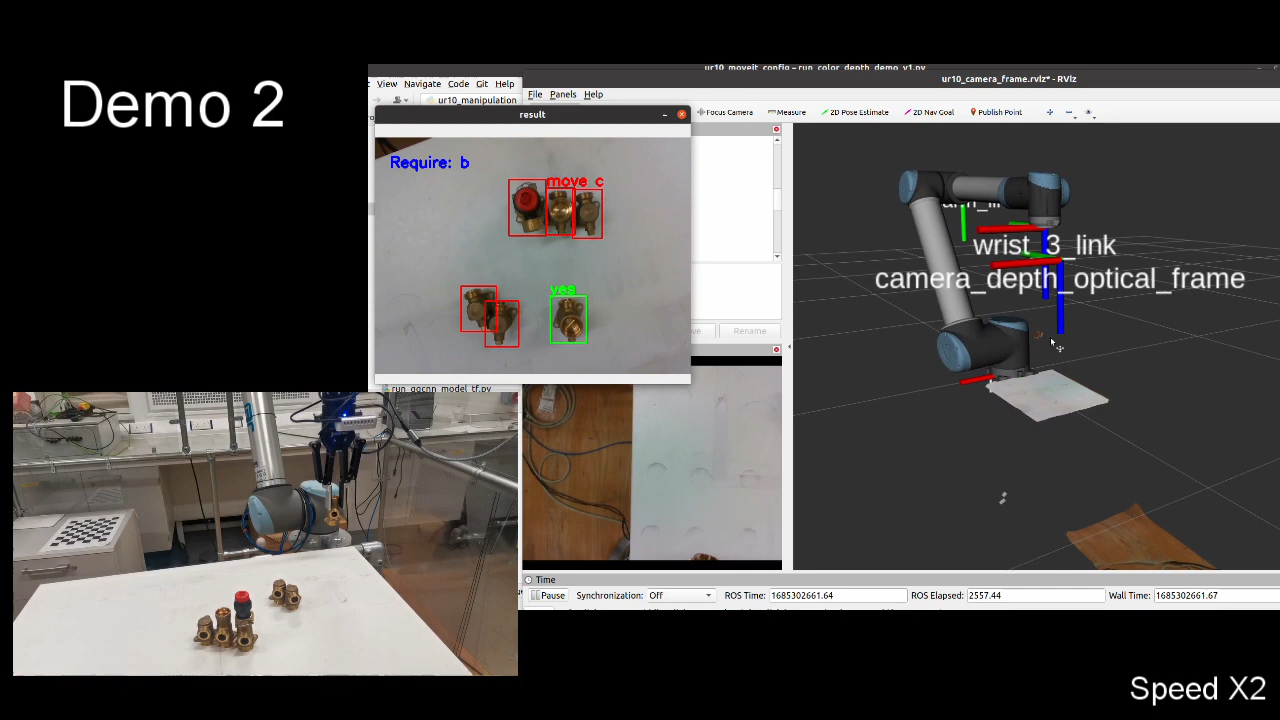 Demo 2
ur10_moveit_config – run_color_depth_demo_v1.py
ur10_camera_frame.rviz* - RViz
Navigate Code Git Help
ur10_manipulation
File Panels Help
Focus Camera Measure 2D Pose Estimate 2D Nav Goal Publish Point
result
Require: b
move c
yes
wrist_3_link
camera_depth_optical_frame
Rename
run_gqcnn_model_tf.py
Time
Pause Synchronization: Off ROS Time: 1685302661.64 ROS Elapsed: 2557.44 Wall Time: 1685302661.67
Speed X2